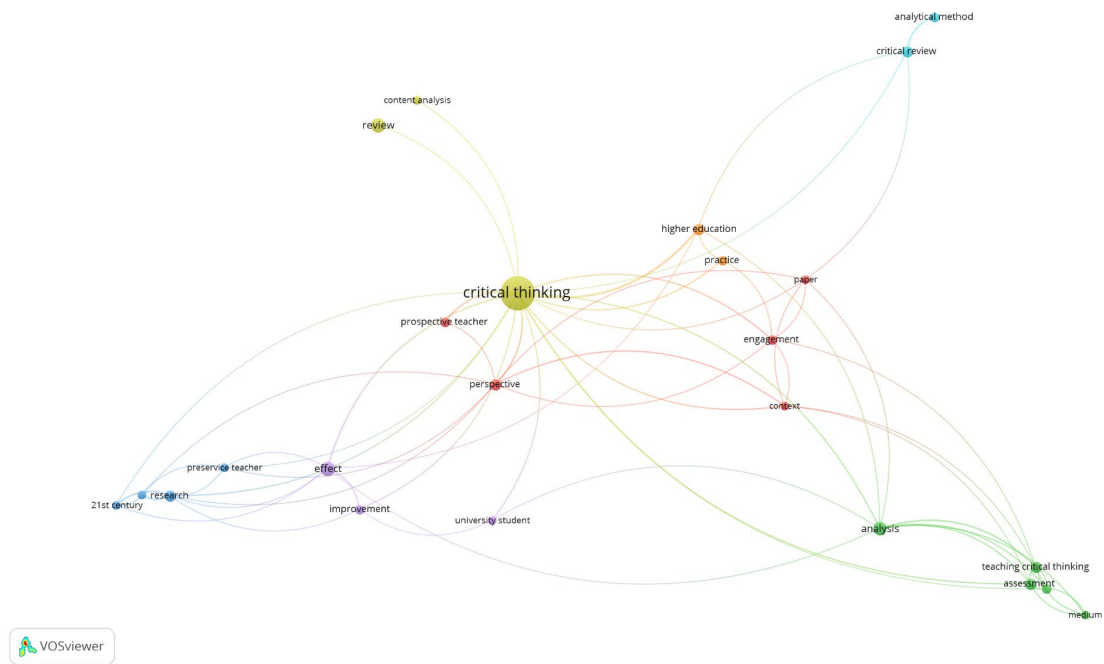 analytical method
critical review
content analysis
review
higher education
practice
paper
critical thinking
prospective teacher
engagement
perspective
context
preservice teacher
effect
research
21st century
improvement
university student
analysis
teaching critical thinking
assessment
medium
VOSviewer